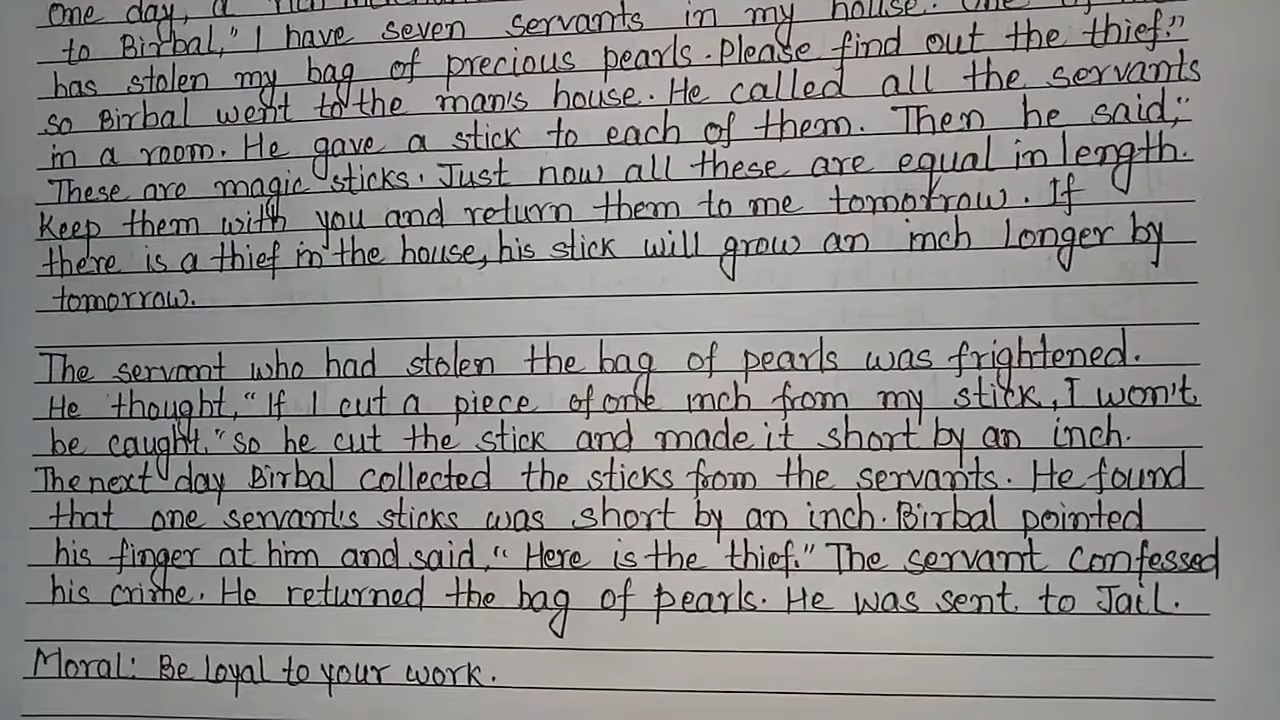 One day, a rich
to Birbal," I have seven servants in my house. One of
has stolen my bag of precious pearls. Please find out the thief."
so Birbal went to the man's house. He called all the servants
in a room. He gave a stick to each of them. Then he said,"
These are magic sticks. Just now all these are equal in length.
Keep them with you and return them to me tomorrow. If
there is a thief in the house, his stick will grow an inch longer by
tomorrow.
The servant who had stolen the bag of pearls was frightened.
He thought, "If I cut a piece of one inch from my stick, I won't
be caught." so he cut the stick and made it short by an inch.
The next day Birbal collected the sticks from the servants. He found
that one servant's sticks was short by an inch. Birbal pointed
his finger at him and said, "Here is the thief." The servant confessed
his crime. He returned the bag of pearls. He was sent to Jail.
Moral: Be loyal to your work.